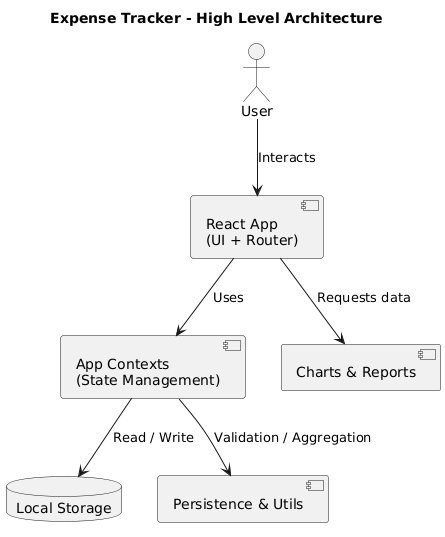 Expense Tracker - High Level Architecture
User
Interacts
React App
(UI + Router)
Uses
Requests data
App Contexts
(State Management)
Charts & Reports
Read / Write
Validation / Aggregation
Local Storage
Persistence & Utils